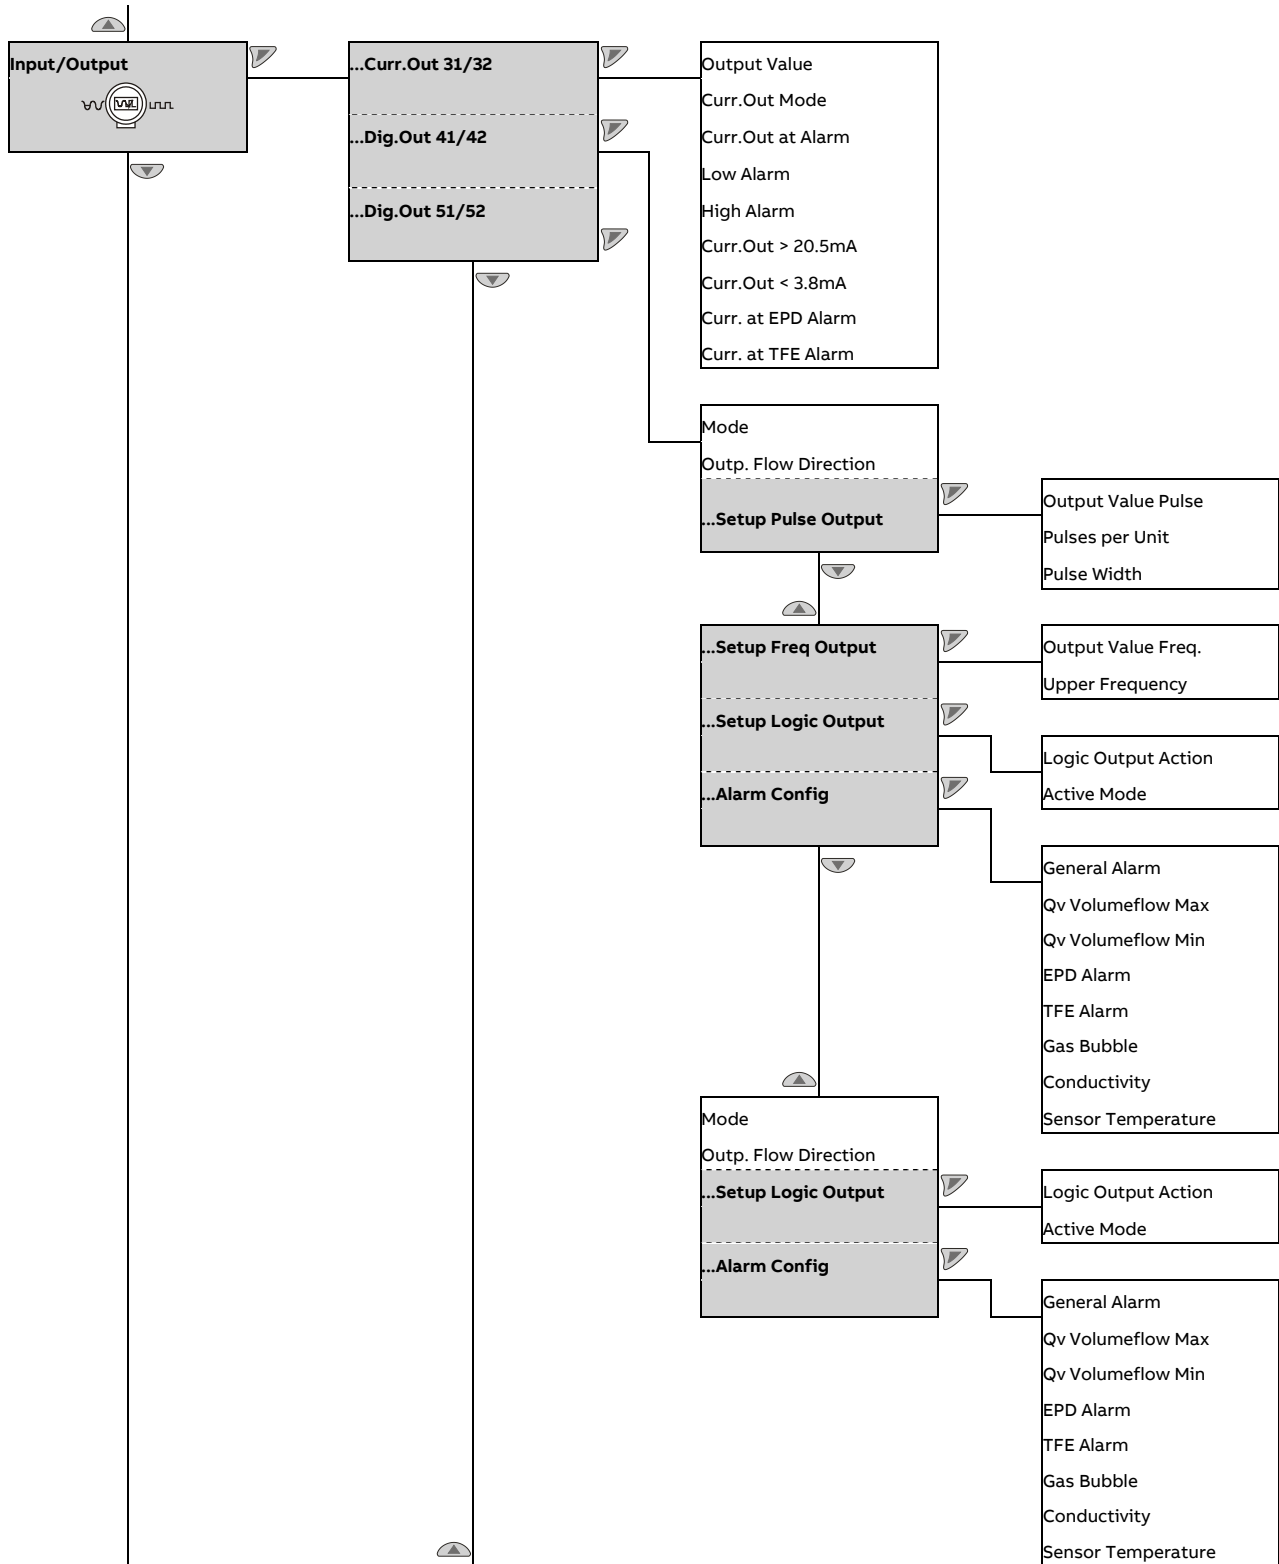 Input/Output
...Curr.Out 31/32
...Dig.Out 41/42
...Dig.Out 51/52
Output Value
Curr.Out Mode
Curr.Out at Alarm
Low Alarm
High Alarm
Curr.Out > 20.5mA
Curr.Out < 3.8mA
Curr. at EPD Alarm
Curr. at TFE Alarm
Mode
Outp. Flow Direction
...Setup Pulse Output
Output Value Pulse
Pulses per Unit
Pulse Width
...Setup Freq Output
...Setup Logic Output
...Alarm Config
Output Value Freq.
Upper Frequency
Logic Output Action
Active Mode
General Alarm
Qv Volumeflow Max
Qv Volumeflow Min
EPD Alarm
TFE Alarm
Gas Bubble
Conductivity
Sensor Temperature
Mode
Outp. Flow Direction
...Setup Logic Output
...Alarm Config
Logic Output Action
Active Mode
General Alarm
Qv Volumeflow Max
Qv Volumeflow Min
EPD Alarm
TFE Alarm
Gas Bubble
Conductivity
Sensor Temperature